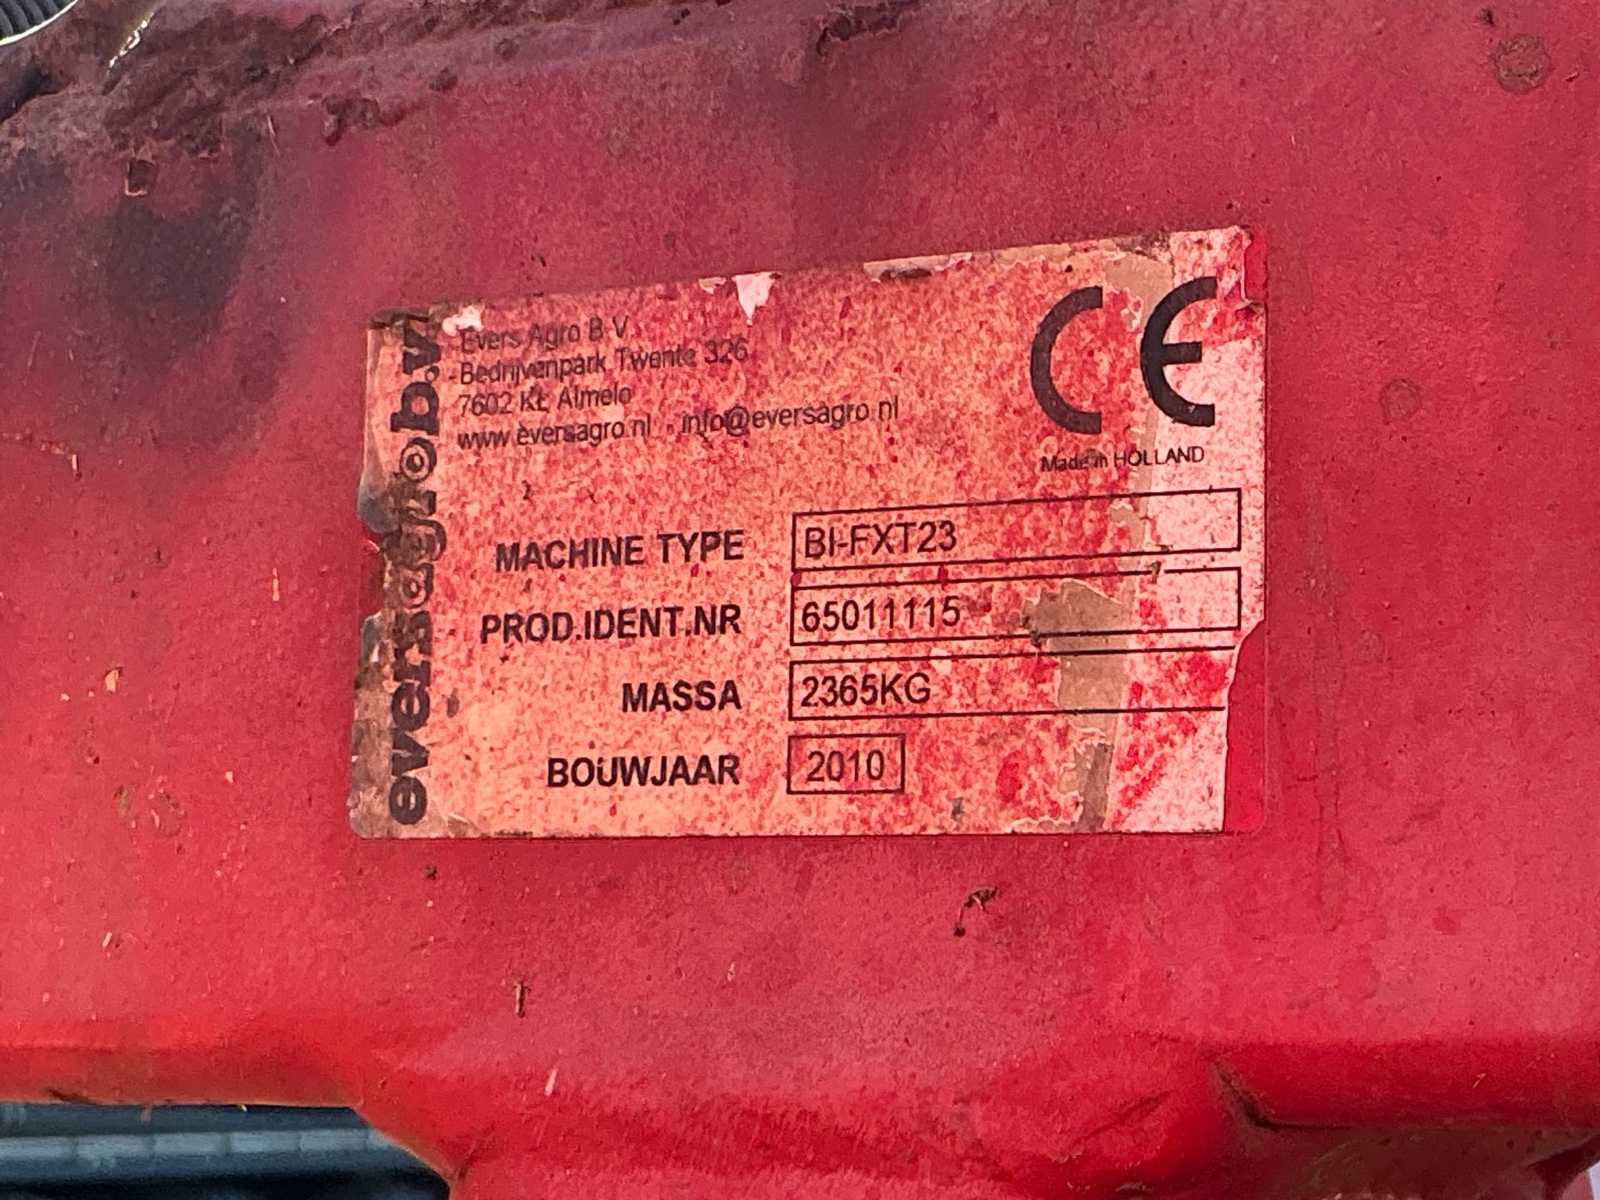 eversagro b.v.
Evers Agro B.V.
Bedrijvenpark Twente 326
7602 KL Almelo
www.eversagro.nl - info@eversagro.nl
CE
Made in HOLLAND
MACHINE TYPE BI-FXT23
PROD.IDENT.NR 65011115
MASSA 2365KG
BOUWJAAR 2010